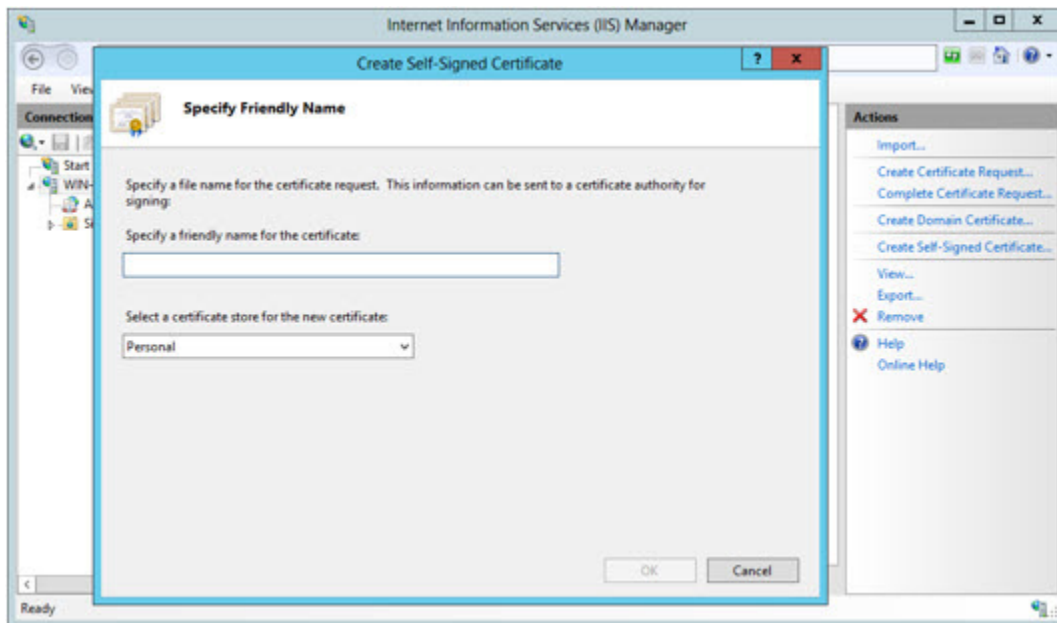 Internet Information Services (IIS) Manager
Create Self-Signed Certificate
?
x
File
Specify Friendly Name
Specify a file name for the certificate request. This information can be sent to a certificate authority for
signing:
Specify a friendly name for the certificate:
Select a certificate store for the new certificate:
Personal
OK
Cancel
Start
WIN-
Actions
Import...
Create Certificate Request...
Complete Certificate Request...
Create Domain Certificate...
Create Self-Signed Certificate...
View...
Export...
Remove
Help
Online Help
Ready